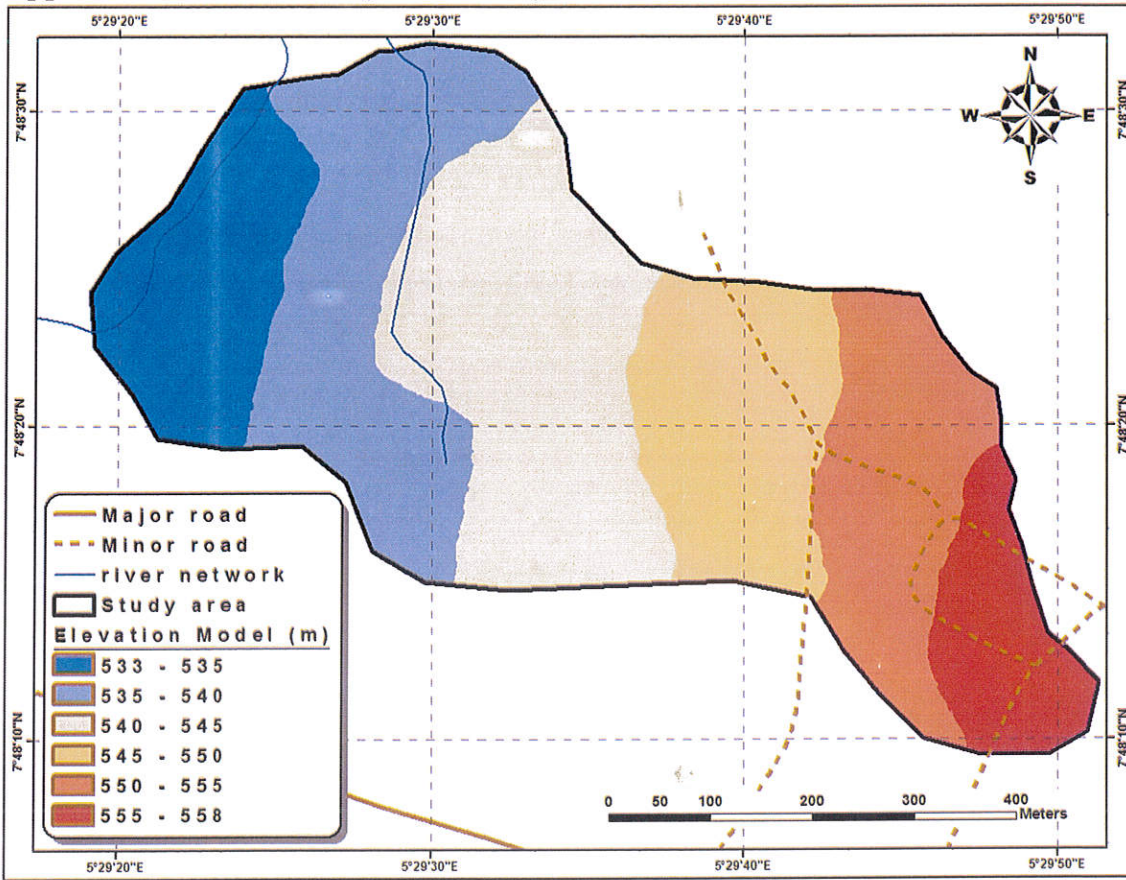 5°29'20"E 5°29'30"E 5°29'40"E 5°29'50"E
N
W E
S
7°48'30"N 7°48'30"N
7°48'20"N 7°48'20"N
7°48'10"N 7°48'10"N
Major road
Minor road
river network
Study area
Elevation Model (m)
533 - 535
535 - 540
540 - 545
545 - 550
550 - 555
555 - 558
0 50 100 200 300 400
Meters
5°29'20"E 5°29'30"E 5°29'40"E 5°29'50"E